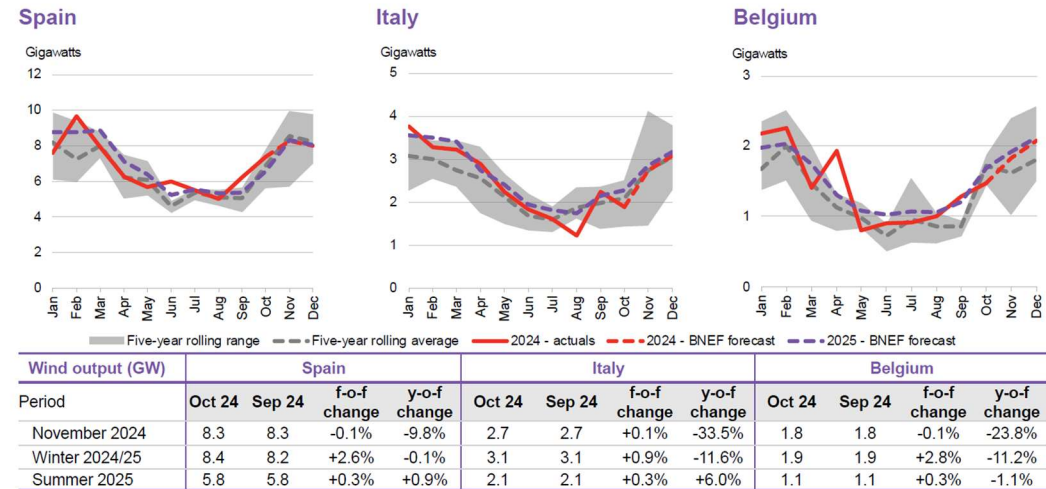 Spain Italy Belgium
Gigawatts Gigawatts Gigawatts
12 5 3
10
8 4
6 3 2
4 2 1
2 1
0 0 0
Jan Feb Mar Apr May Jun Jul Aug Sep Oct Nov Dec Jan Feb Mar Apr May Jun Jul Aug Sep Oct Nov Dec Jan Feb Mar Apr May Jun Jul Aug Sep Oct Nov Dec
Five-year rolling range Five-year rolling average 2024 - actuals 2024 - BNEF forecast 2025 - BNEF forecast
Wind output (GW) Spain Italy Belgium
Period Oct 24 Sep 24 f-o-f change y-o-f change Oct 24 Sep 24 f-o-f change y-o-f change Oct 24 Sep 24 f-o-f change y-o-f change
November 2024 8.3 8.3 -0.1% -9.8% 2.7 2.7 +0.1% -33.5% 1.8 1.8 -0.1% -23.8%
Winter 2024/25 8.4 8.2 +2.6% -0.1% 3.1 3.1 +0.9% -11.6% 1.9 1.9 +2.8% -11.2%
Summer 2025 5.8 5.8 +0.3% +0.9% 2.1 2.1 +0.3% +6.0% 1.1 1.1 +0.3% -1.1%